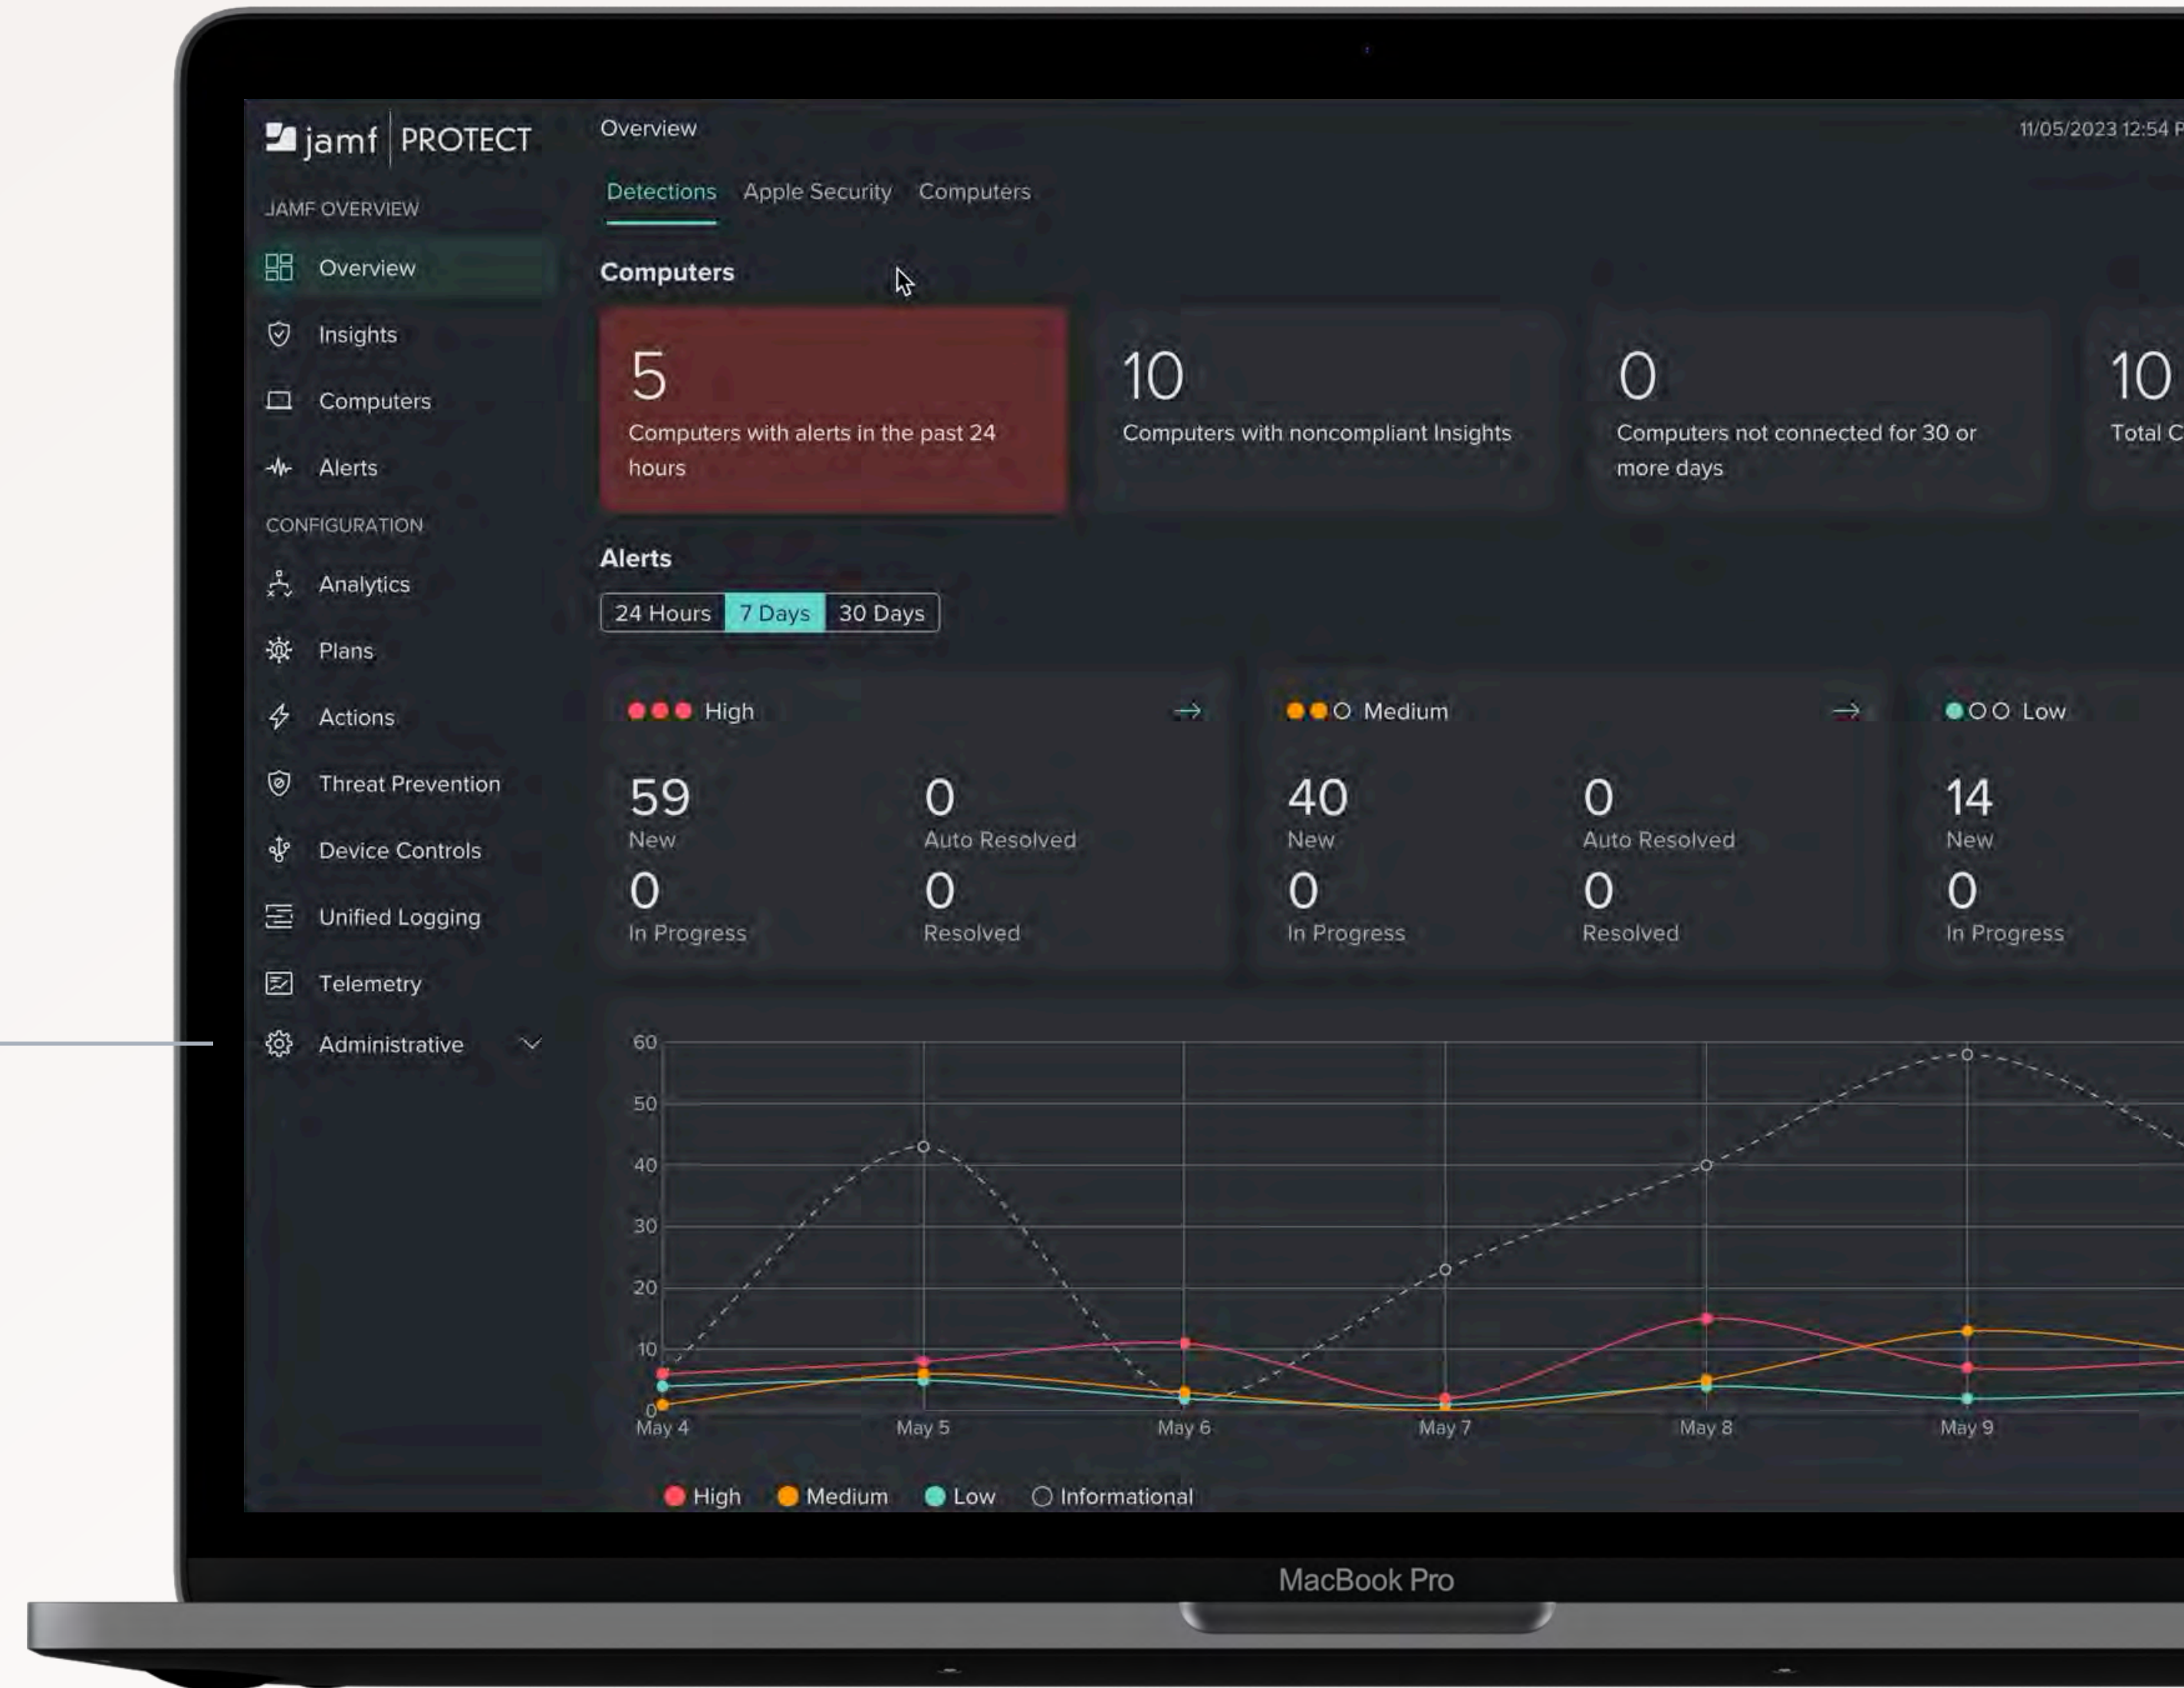 jamf | PROTECT
Overview
11/05/2023 12:54 P
JAMF OVERVIEW
Overview
Insights
Computers
Alerts
CONFIGURATION
Analytics
Plans
Actions
Threat Prevention
Device Controls
Unified Logging
Telemetry
Administrative
Detections Apple Security Computers
Computers
5
Computers with alerts in the past 24
hours
10
Computers with noncompliant Insights
0
Computers not connected for 30 or
more days
10
Total C
Alerts
24 Hours 7 Days 30 Days
High
59
New
0
Auto Resolved
0
In Progress
0
Resolved
Medium
40
New
0
Auto Resolved
0
In Progress
0
Resolved
Low
14
New
0
In Progress
60
50
40
30
20
10
0
May 4 May 5 May 6 May 7 May 8 May 9
High Medium Low Informational
MacBook Pro